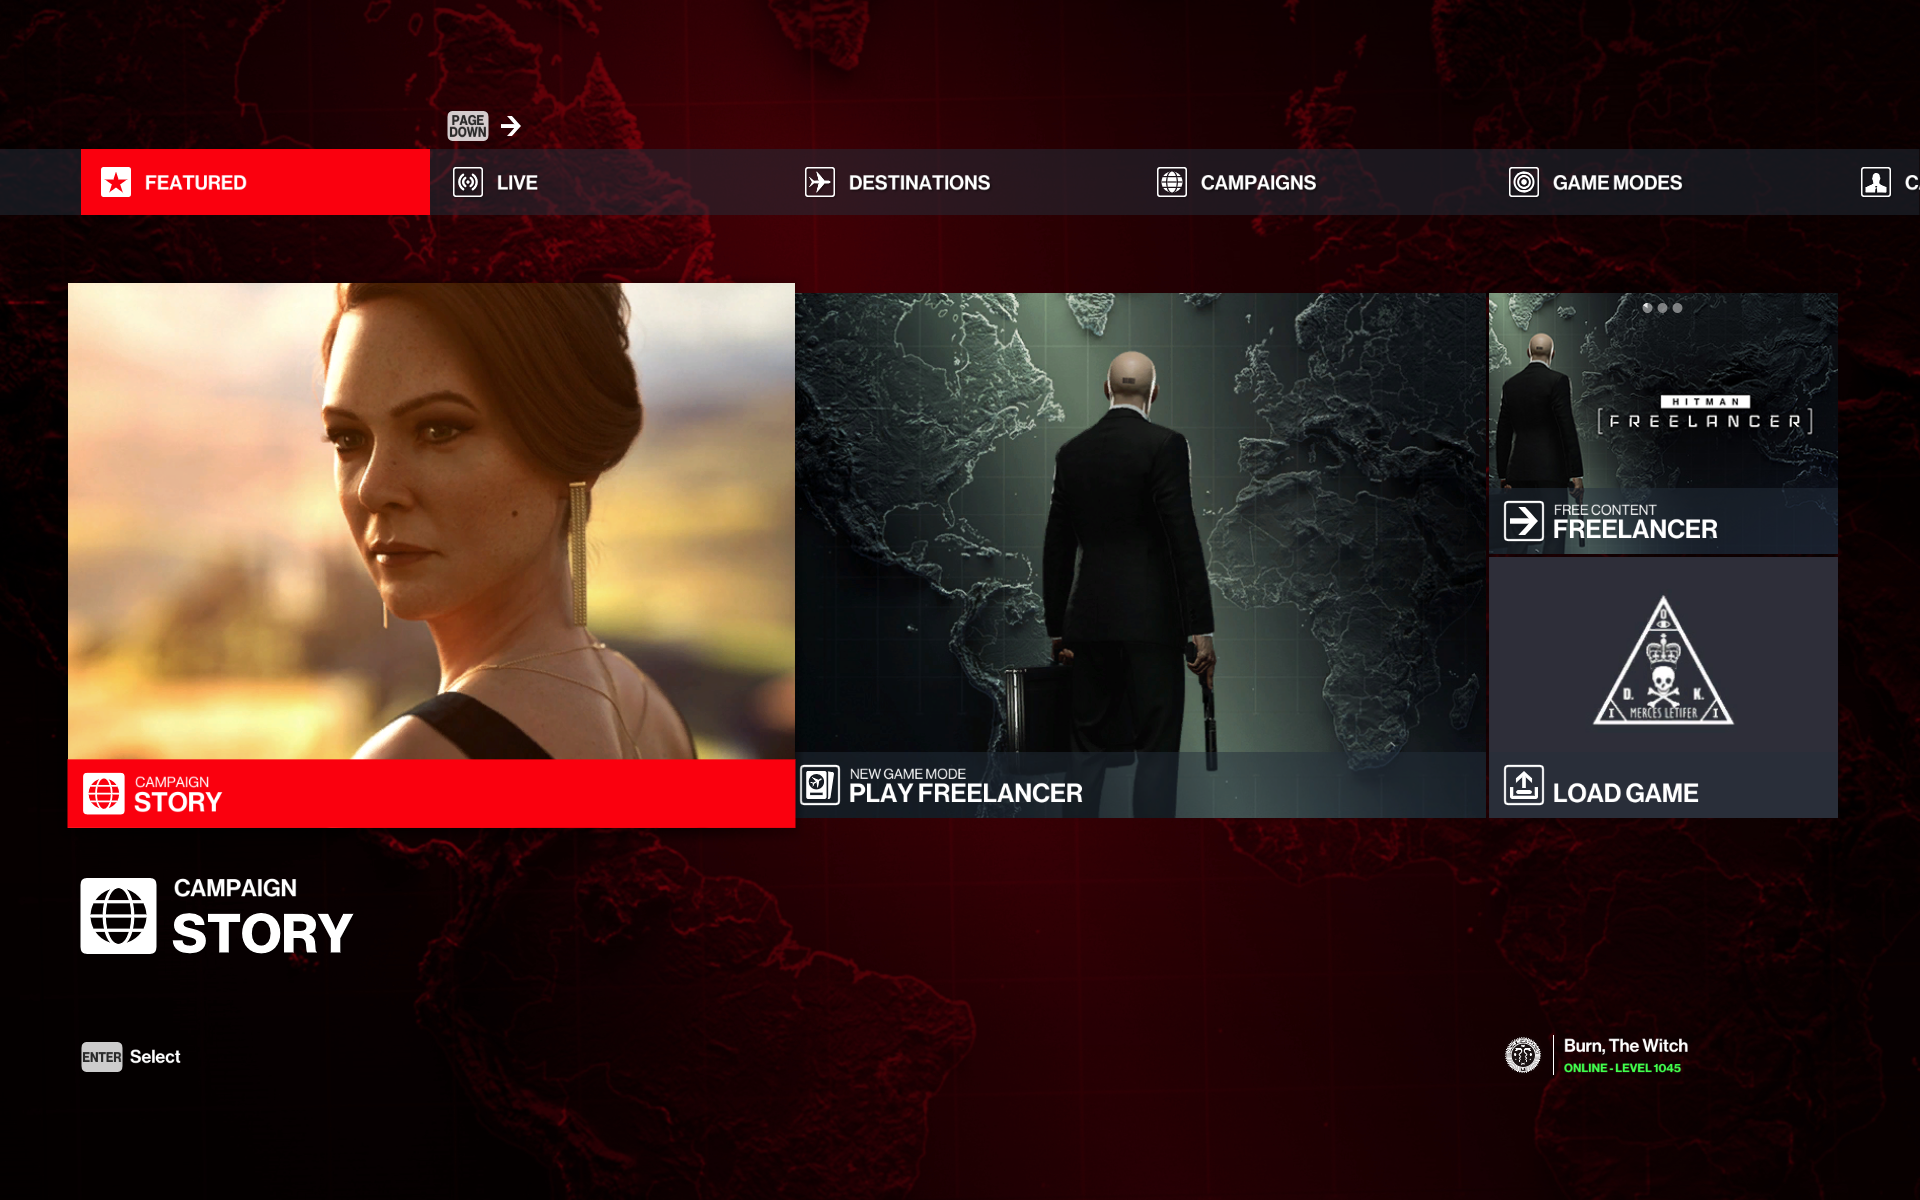 PAGE
DOWN
FEATURED
LIVE
DESTINATIONS
CAMPAIGNS
GAME MODES
HITMAN
[FREELANCER]
FREE CONTENT
FREELANCER
D. K.
I MERCES LETIFER I
CAMPAIGN
STORY
NEW GAME MODE
PLAY FREELANCER
LOAD GAME
CAMPAIGN
STORY
ENTER Select
Burn, The Witch
ONLINE - LEVEL 1045